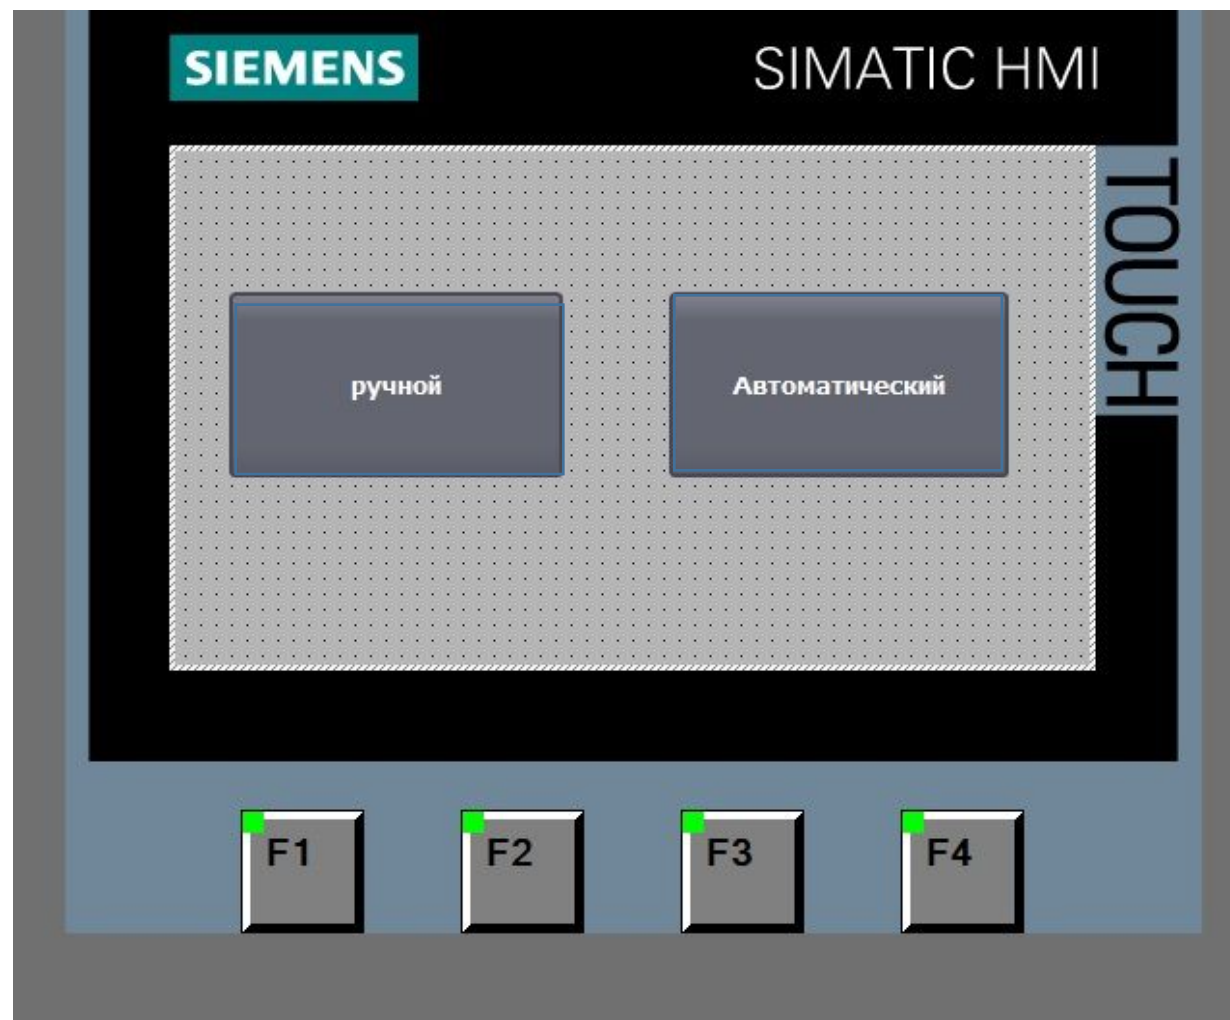 SIEMENS
SIMATIC HMI
TOUCH
ручной
Автоматический
F1
F2
F3
F4